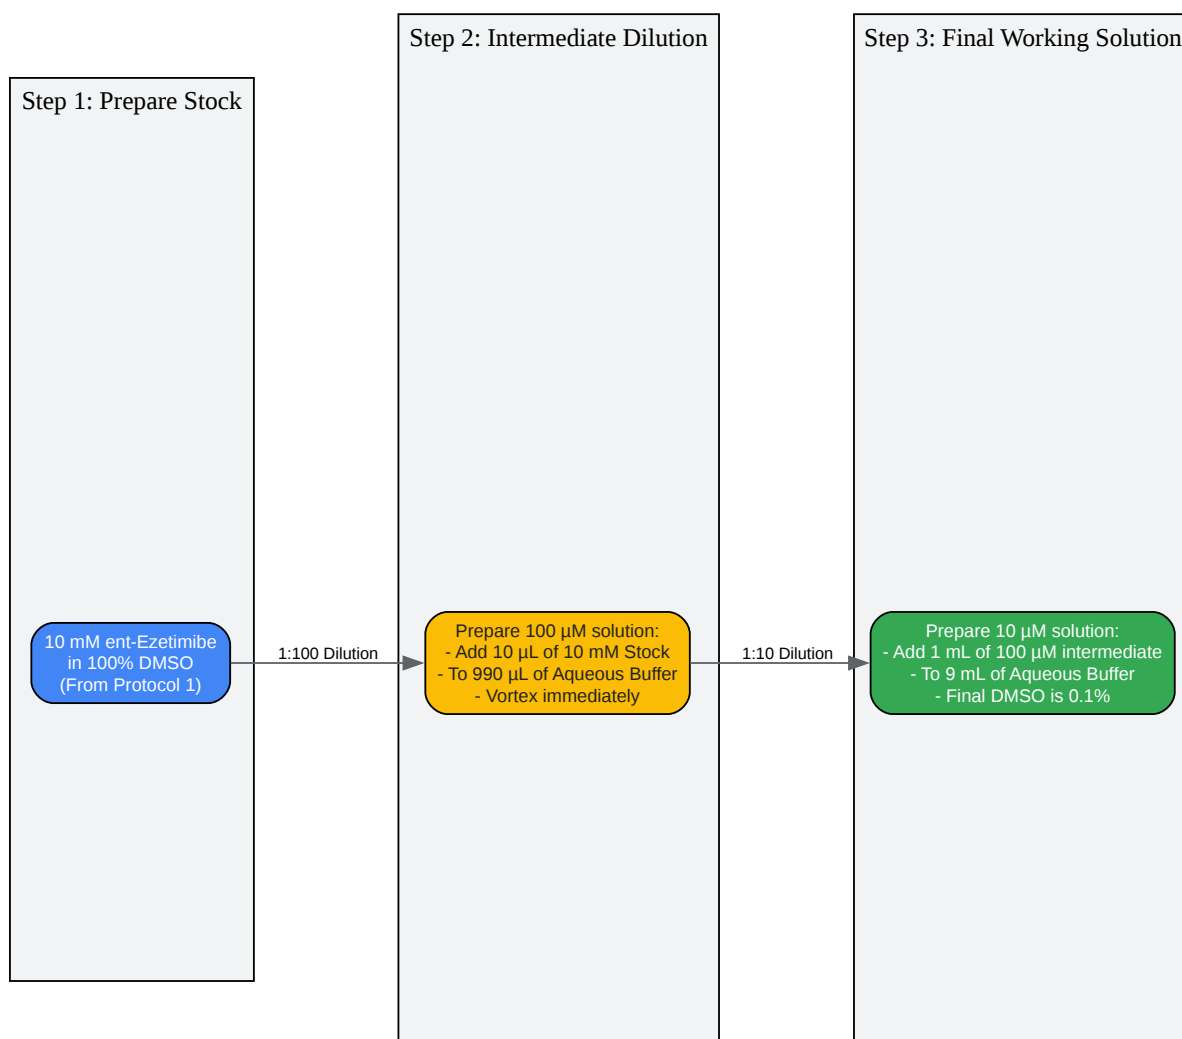 Step 1: Prepare Stock
10 mM ent-Ezetimibe
in 100% DMSO
(From Protocol 1)
1:100 Dilution
Step 2: Intermediate Dilution
Prepare 100 µM solution:
- Add 10 µL of 10 mM Stock
- To 990 µL of Aqueous Buffer
- Vortex immediately
1:10 Dilution
Step 3: Final Working Solution
Prepare 10 µM solution:
- Add 1 mL of 100 µM intermediate
- To 9 mL of Aqueous Buffer
- Final DMSO is 0.1%